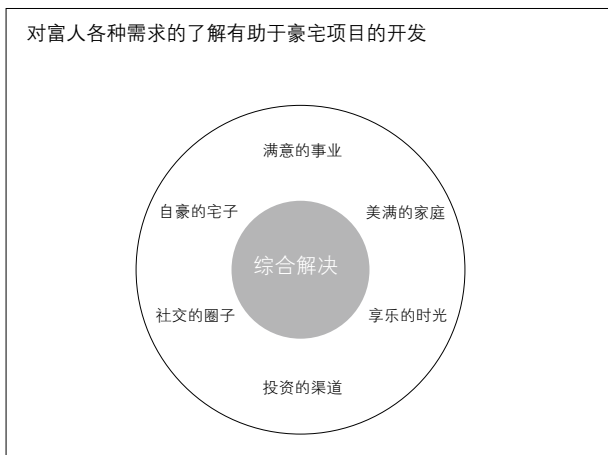 对富人各种需求的了解有助于豪宅项目的开发
满意的事业
自豪的宅子
美满的家庭
综合解决
社交的圈子
享乐的时光
投资的渠道